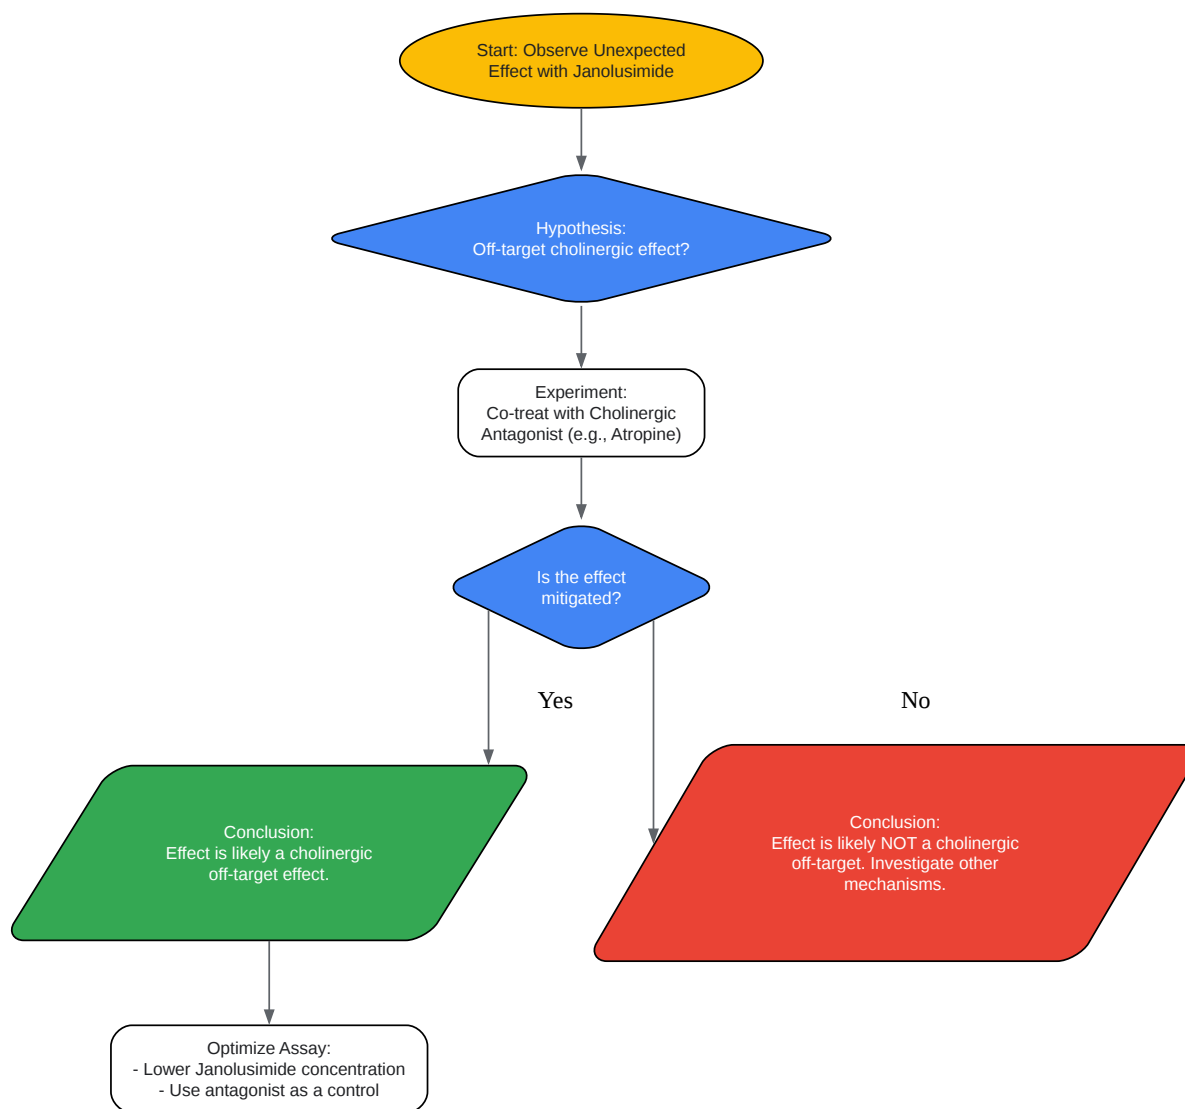 Start: Observe Unexpected
Effect with Janolusimide
Hypothesis:
Off-target cholinergic effect?
Experiment:
Co-treat with Cholinergic
Antagonist (e.g., Atropine)
Is the effect
mitigated?
Yes
No
Conclusion:
Effect is likely a cholinergic
off-target effect.
Conclusion:
Effect is likely NOT a cholinergic
off-target. Investigate other
mechanisms.
Optimize Assay:
- Lower Janolusimide concentration
- Use antagonist as a control